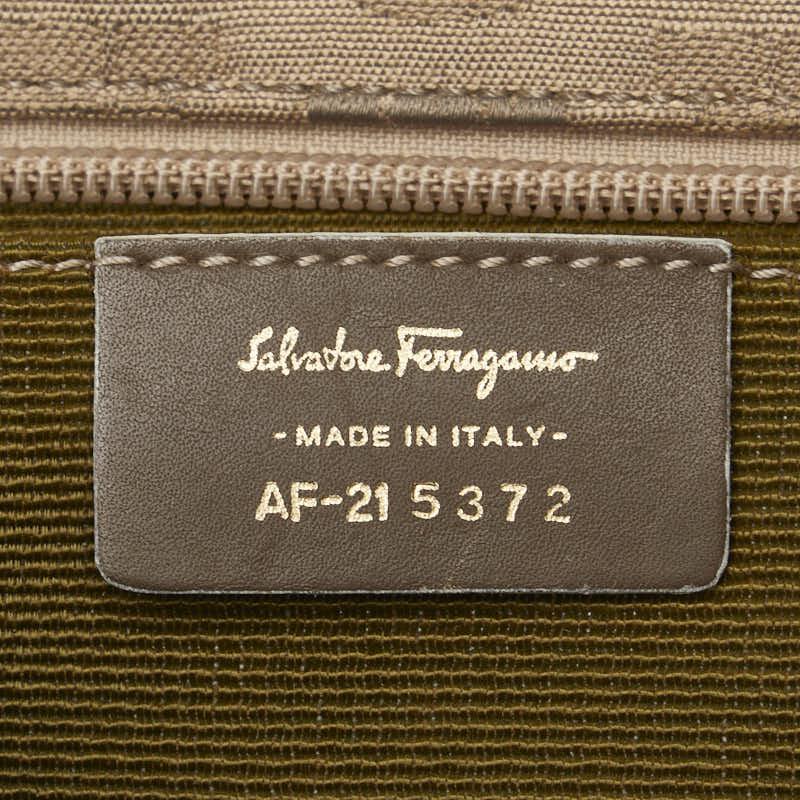 Salvatore Ferragamo
- MADE IN ITALY -
AF-21 5372